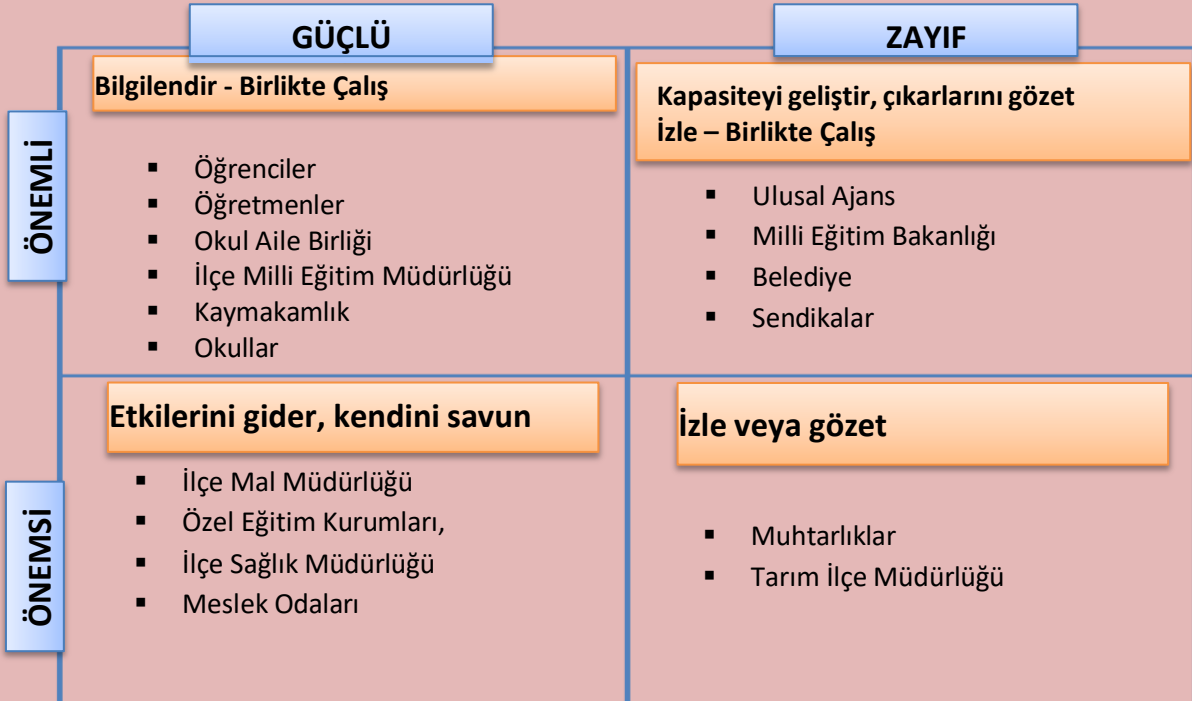 GÜÇLÜ
ZAYIF
ÖNEMLİ
Bilgilendir - Birlikte Çalış
▪ Öğrenciler
▪ Öğretmenler
▪ Okul Aile Birliği
▪ İlçe Milli Eğitim Müdürlüğü
▪ Kaymakamlık
▪ Okullar
Kapasiteyi geliştir, çıkarlarını gözet
İzle – Birlikte Çalış
▪ Ulusal Ajans
▪ Milli Eğitim Bakanlığı
▪ Belediye
▪ Sendikalar
ÖNEMSİ
Etkilerini gider, kendini savun
▪ İlçe Mal Müdürlüğü
▪ Özel Eğitim Kurumları,
▪ İlçe Sağlık Müdürlüğü
▪ Meslek Odaları
İzle veya gözet
▪ Muhtarlıklar
▪ Tarım İlçe Müdürlüğü